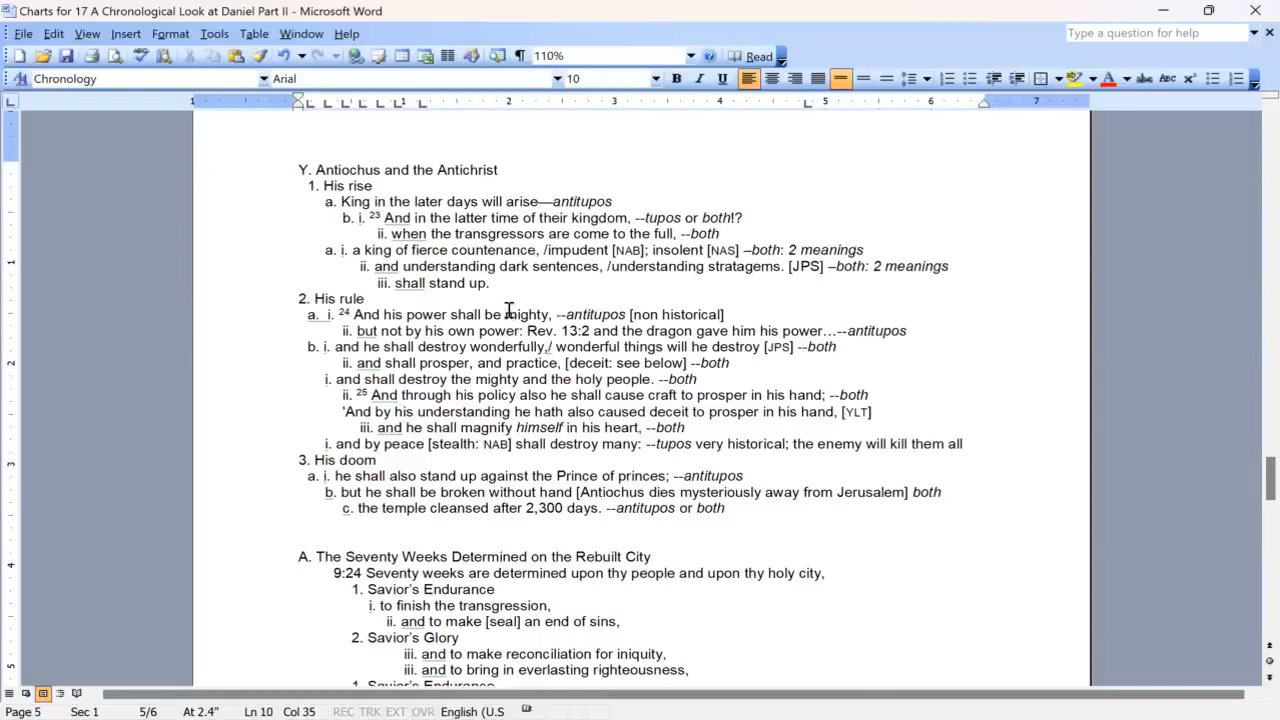 Charts for 17 A Chronological Look at Daniel Part II - Microsoft Word
File Edit View Insert Format Tools Table Window Help Type a question for help
110% Read
Chronology Arial 10
1 1 2 3 4 5 6 7
Y. Antiochus and the Antichrist
1. His rise
a. King in the later days will arise—antitupos
b. i. 23 And in the latter time of their kingdom, --tupos or both!?
ii. when the transgressors are come to the full, --both
a. i. a king of fierce countenance, /impudent [NAB]; insolent [NAS] –both: 2 meanings
ii. and understanding dark sentences, /understanding stratagems. [JPS] –both: 2 meanings
iii. shall stand up.
2. His rule
a. i. 24 And his power shall be mighty, --antitupos [non historical]
ii. but not by his own power: Rev. 13:2 and the dragon gave him his power…--antitupos
b. i. and he shall destroy wonderfully,/ wonderful things will he destroy [JPS] --both
ii. and shall prosper, and practice, [deceit: see below] --both
i. and shall destroy the mighty and the holy people. --both
ii. 25 And through his policy also he shall cause craft to prosper in his hand; --both
'And by his understanding he hath also caused deceit to prosper in his hand, [YLT]
iii. and he shall magnify himself in his heart, --both
i. and by peace [stealth: NAB] shall destroy many: --tupos very historical; the enemy will kill them all
3. His doom
a. i. he shall also stand up against the Prince of princes; --antitupos
b. but he shall be broken without hand [Antiochus dies mysteriously away from Jerusalem] both
c. the temple cleansed after 2,300 days. --antitupos or both
A. The Seventy Weeks Determined on the Rebuilt City
9:24 Seventy weeks are determined upon thy people and upon thy holy city,
1. Savior's Endurance
i. to finish the transgression,
ii. and to make [seal] an end of sins,
2. Savior's Glory
iii. and to make reconciliation for iniquity,
iii. and to bring in everlasting righteousness,
1. Savior's Endurance
Page 5 Sec 1 5/6 At 2.4" Ln 10 Col 35 REC TRK EXT OVR English (U.S